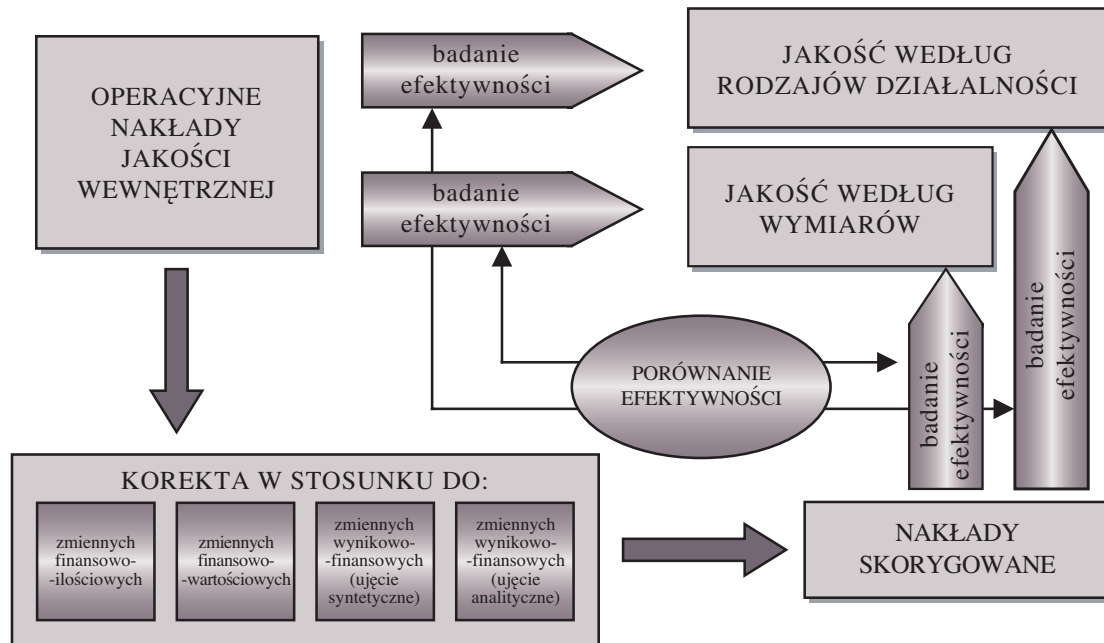 OPERACYJNE
NAKŁADY
JAKOŚCI
WEWNĘTRZNEJ
badanie
efektywności
JAKOŚĆ WEDŁUG
RODZAJÓW DZIAŁALNOŚCI
badanie
efektywności
JAKOŚĆ WEDŁUG
WYMIARÓW
PORÓWNANIE
EFEKTYWNOŚCI
badanie
efektywności
badanie
efektywności
KOREKTA W STOSUNKU DO:
zmiennych
finansowo-
-ilościowych
zmiennych
finansowo-
-wartościowych
zmiennych
wynikowo-
-finansowych
(ujęcie
syntetyczne)
zmiennych
wynikowo-
-finansowych
(ujęcie
analityczne)
NAKŁADY
SKORYGOWANE